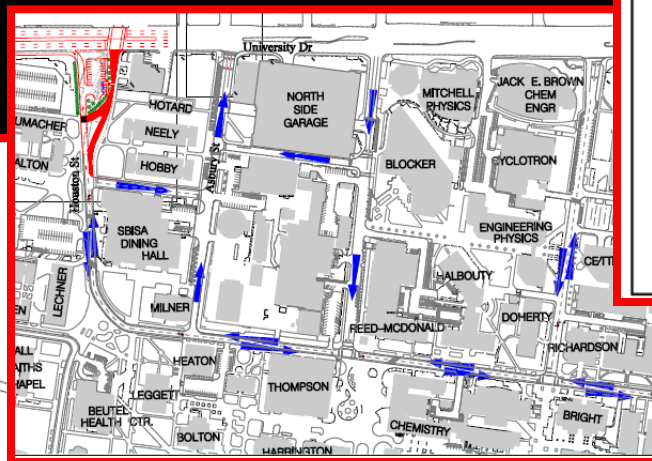 University Dr
HOTARD
NORTH
SIDE
GARAGE
MITCHELL
PHYSICS
JACK E. BROWN
CHEM
ENGR
UMACHER
NEELY
ALTON
HOBBY
Asbury St
BLOCKER
CYCLOTRON
Houston St.
SBISA
DINING
HALL
ENGINEERING
PHYSICS
CE/TTI
LECHNER
EN
MILNER
HALBOUTY
REED-MCDONALD
DOHERTY
RICHARDSON
ALL
AITHS
HAPEL
HEATON
LEGGETT
THOMPSON
BEUTEL
HEALTH CTR.
BOLTON
HARRINGTON
CHEMISTRY
BRIGHT